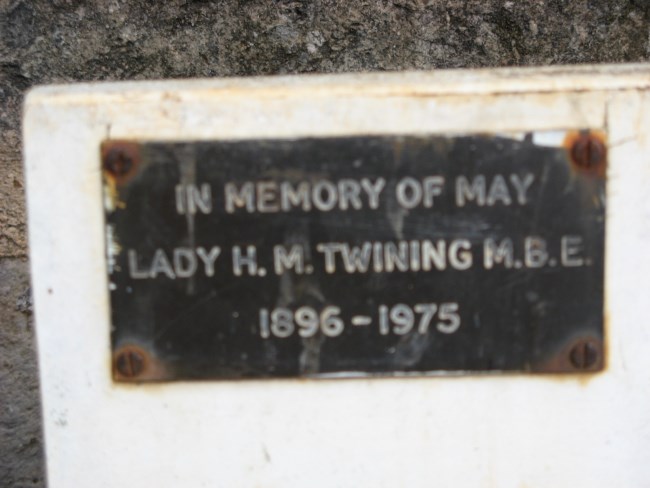 IN MEMORY OF MAY
LADY H. M. TWINING M.B.E.
1896-1975